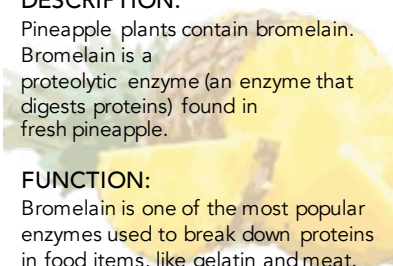 DESCRIPTION:
Pineapple plants contain bromelain.
Bromelain is a
proteolytic enzyme (an enzyme that
digests proteins) found in
fresh pineapple.
FUNCTION:
Bromelain is one of the most popular
enzymes used to break down proteins
in food items, like gelatin and meat.